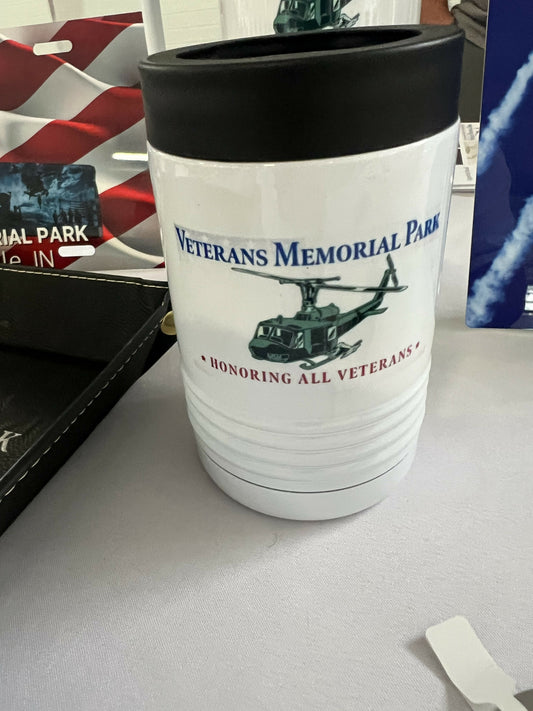 VETERANS MEMORIAL PARK
• HONORING ALL VETERANS •
RIAL PARK
le, IN
K